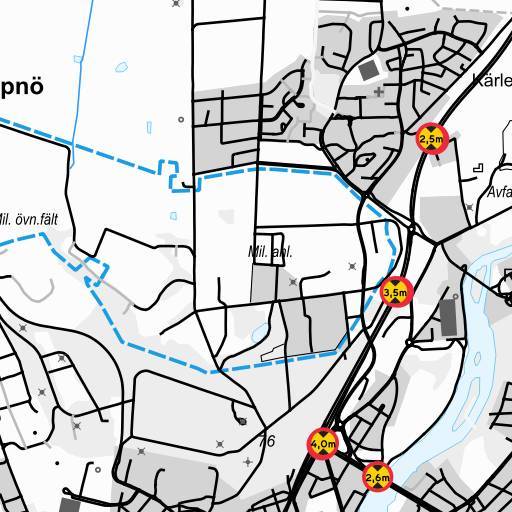 pnö
Kärle
2,5m
Avfa
Mil. övn.fält
Mil. anl.
3,5m
76
4,0m
2,6m